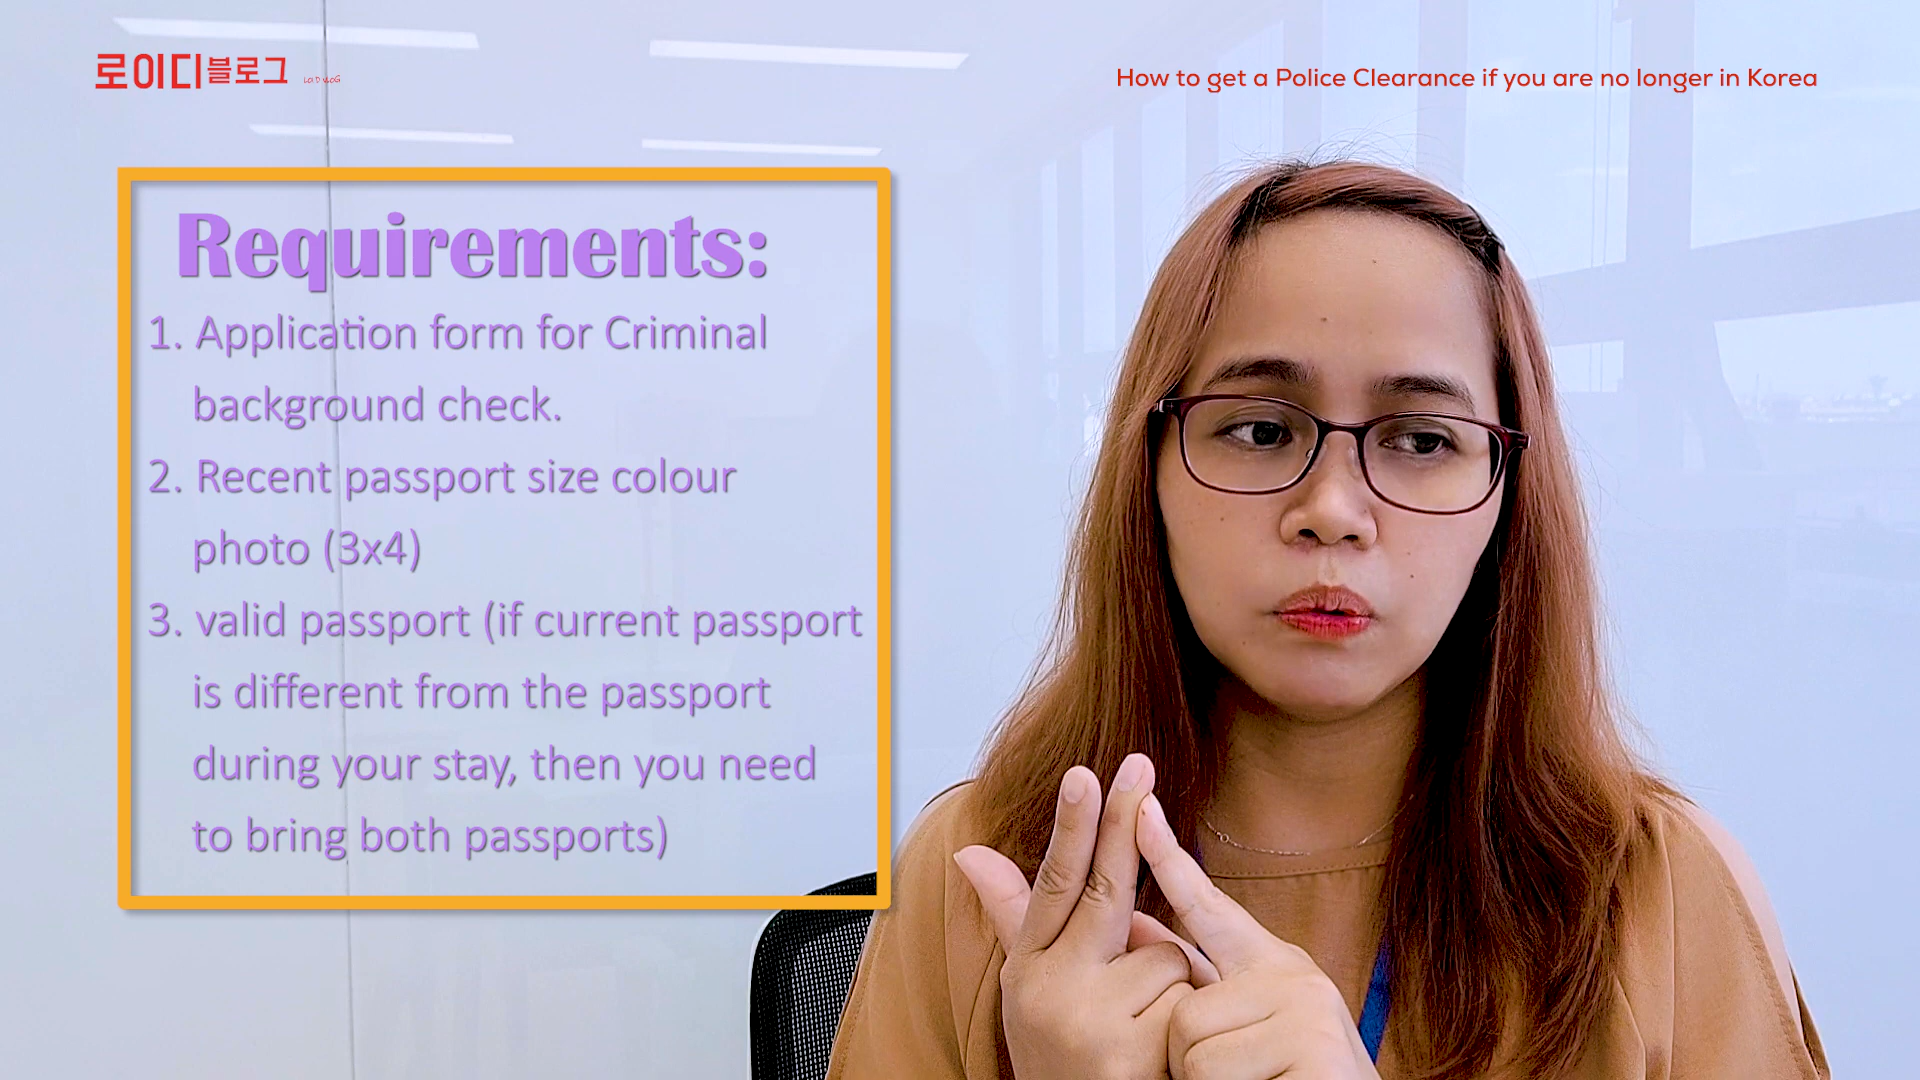 로이디블로그 LOI D VLOG
How to get a Police Clearance if you are no longer in Korea
Requirements:
1. Application form for Criminal
background check.
2. Recent passport size colour
photo (3x4)
3. valid passport (if current passport
is different from the passport
during your stay, then you need
to bring both passports)